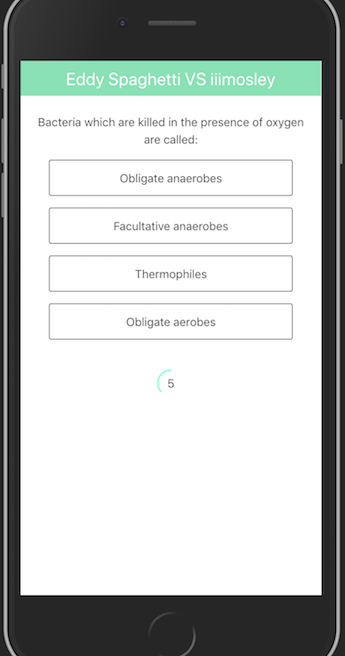 Eddy Spaghetti VS iiimosley
Bacteria which are killed in the presence of oxygen
are called:
Obligate anaerobes
Facultative anaerobes
Thermophiles
Obligate aerobes
5